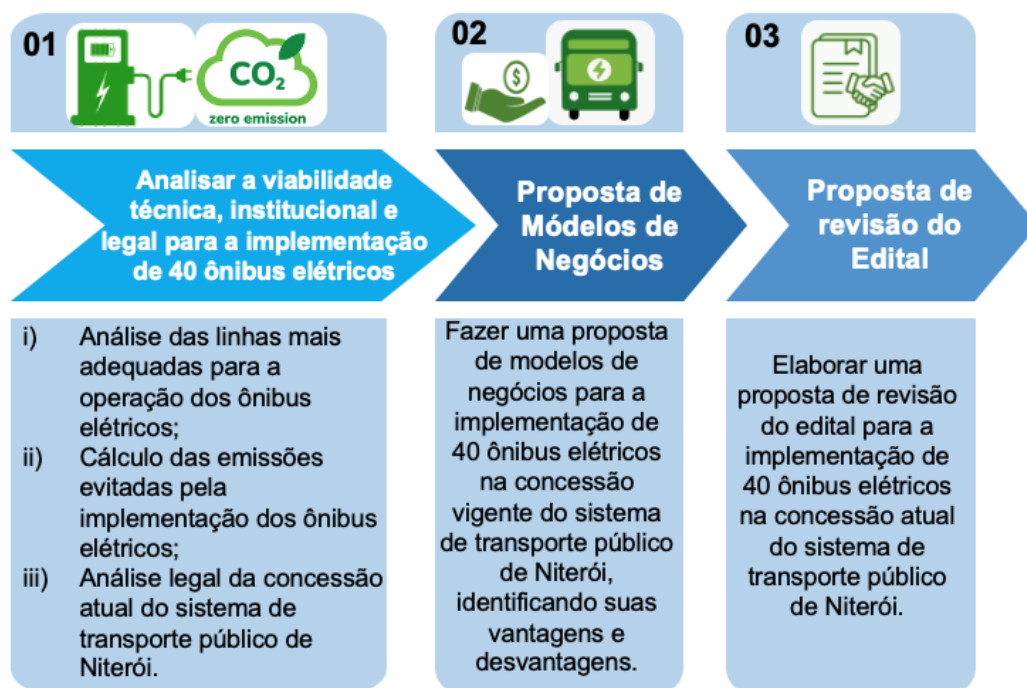 01
CO₂
zero emission
Analisar a viabilidade
técnica, institucional e
legal para a implementação
de 40 ônibus elétricos
i) Análise das linhas mais
adequadas para a
operação dos ônibus
elétricos;
ii) Cálculo das emissões
evitadas pela
implementação dos ônibus
elétricos;
iii) Análise legal da concessão
atual do sistema de
transporte público de
Niterói.
02
$
Proposta de
Módelos de
Negócios
Fazer uma proposta
de modelos de
negócios para a
implementação de
40 ônibus elétricos
na concessão
vigente do sistema
de transporte público
de Niterói,
identificando suas
vantagens e
desvantagens.
03
Proposta de
revisão do
Edital
Elaborar uma
proposta de revisão
do edital para a
implementação de
40 ônibus elétricos
na concessão atual
do sistema de
transporte público
de Niterói.